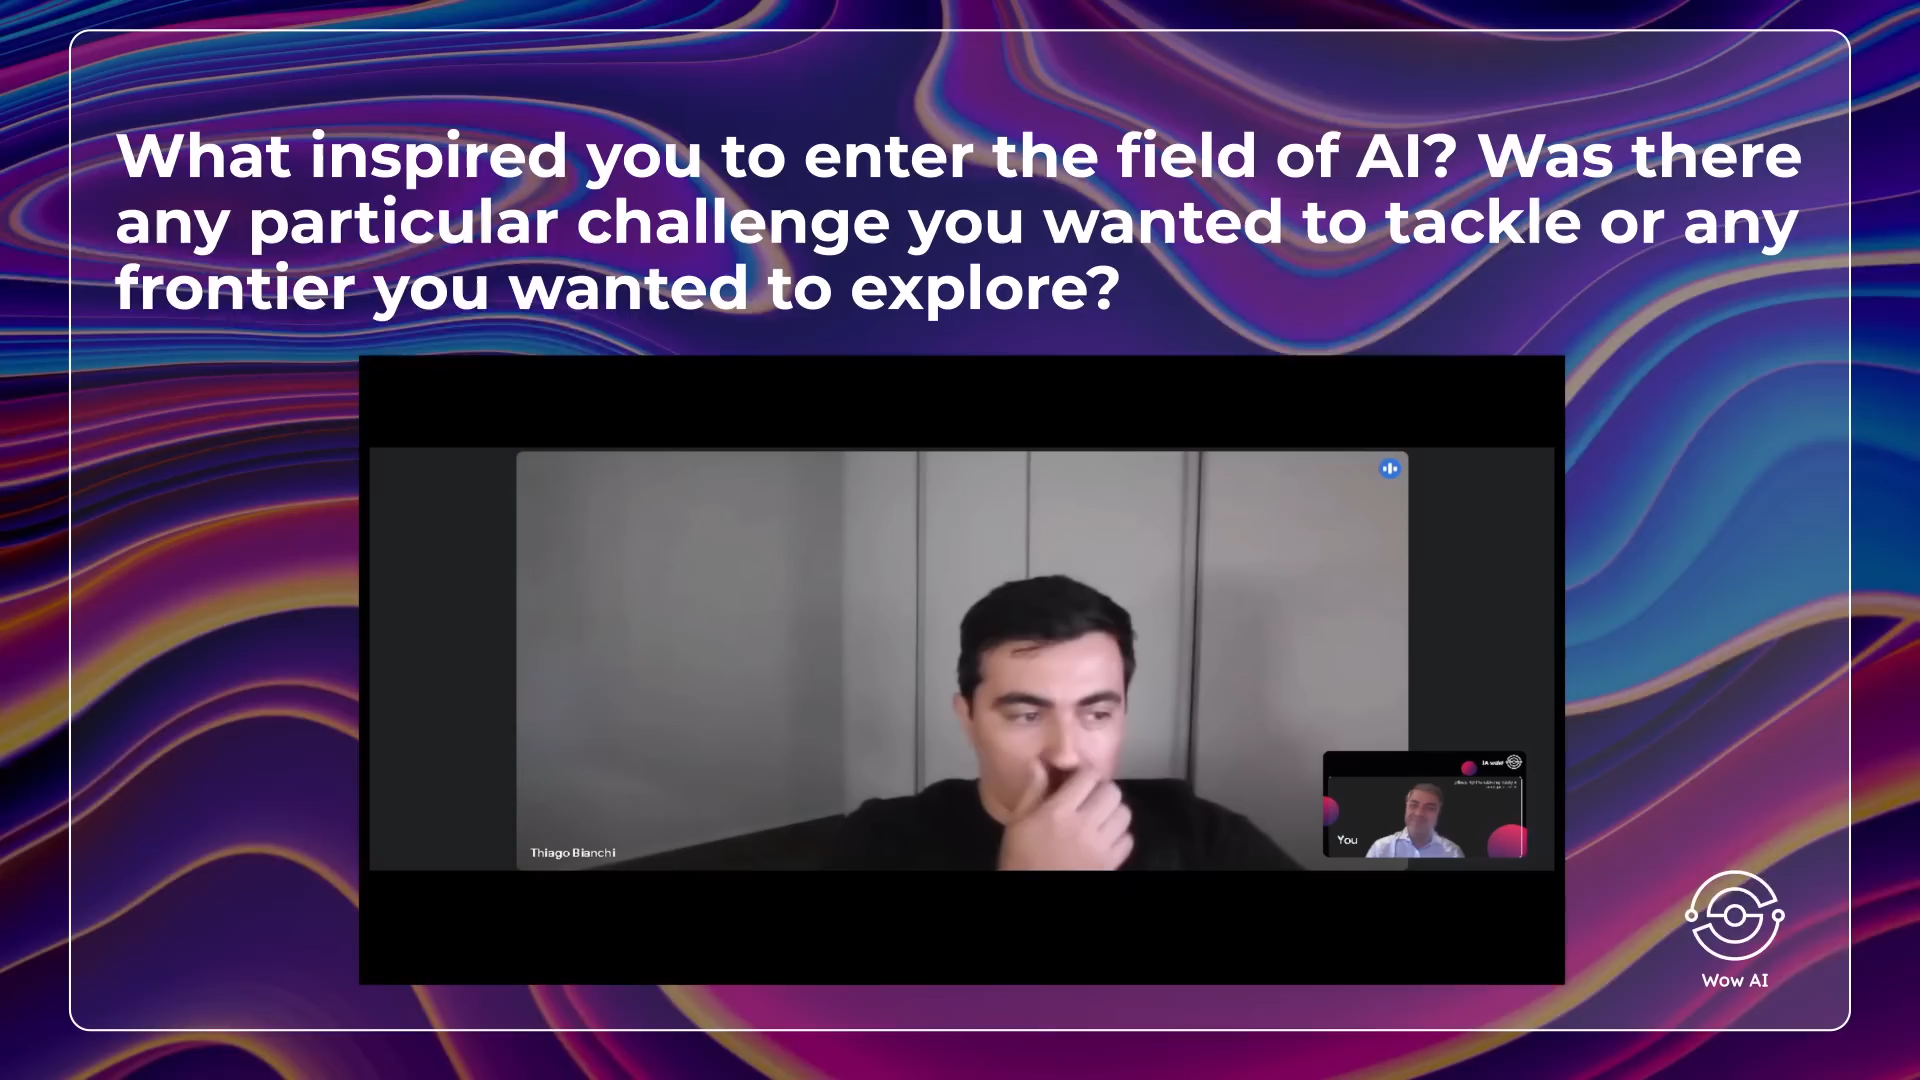 What inspired you to enter the field of AI? Was there
any particular challenge you wanted to tackle or any
frontier you wanted to explore?
Thiago Bianchi
You
Wow AI